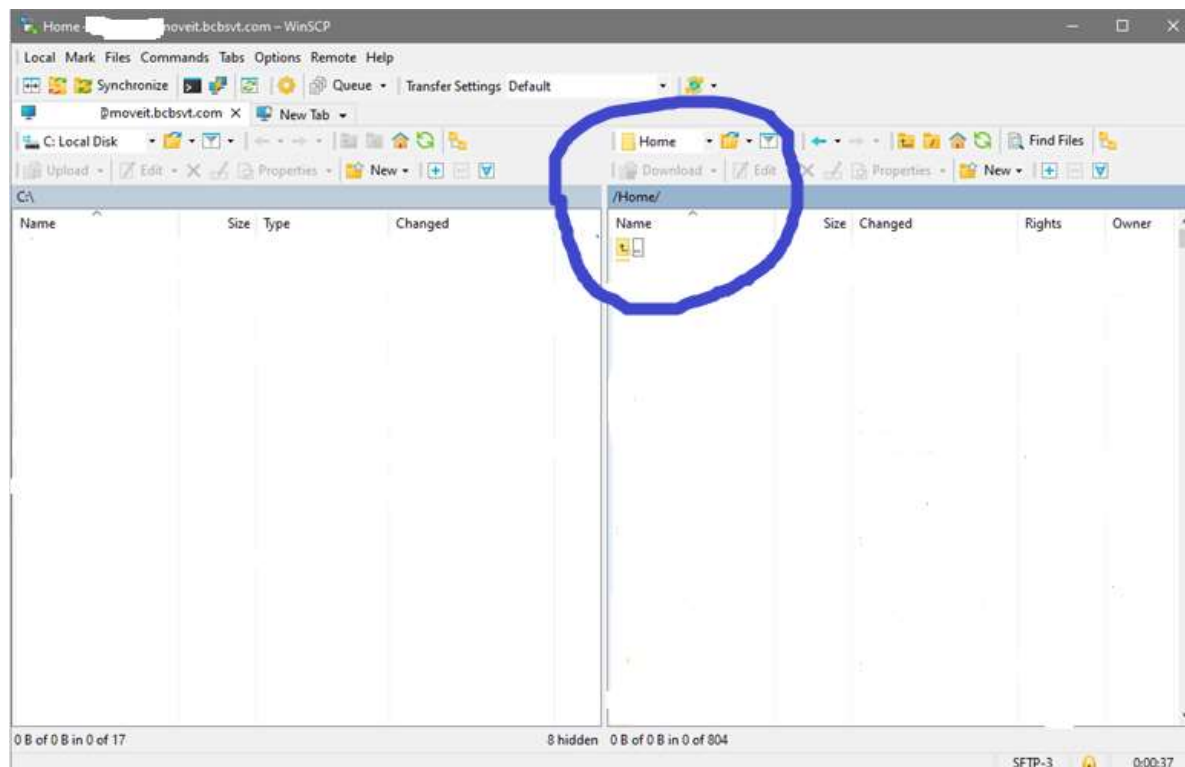 Home - moveit.bcbsvt.com – WinSCP
Local Mark Files Commands Tabs Options Remote Help
Synchronize Queue Transfer Settings Default
@moveit.bcbsvt.com × New Tab
C: Local Disk Home Find Files
Upload Edit Properties New Download Edit Properties New
C:\ /Home/
Name Size Type Changed Name Size Changed Rights Owner
..
0 B of 0 B in 0 of 17 8 hidden 0 B of 0 B in 0 of 804
SFTP-3 0:00:37